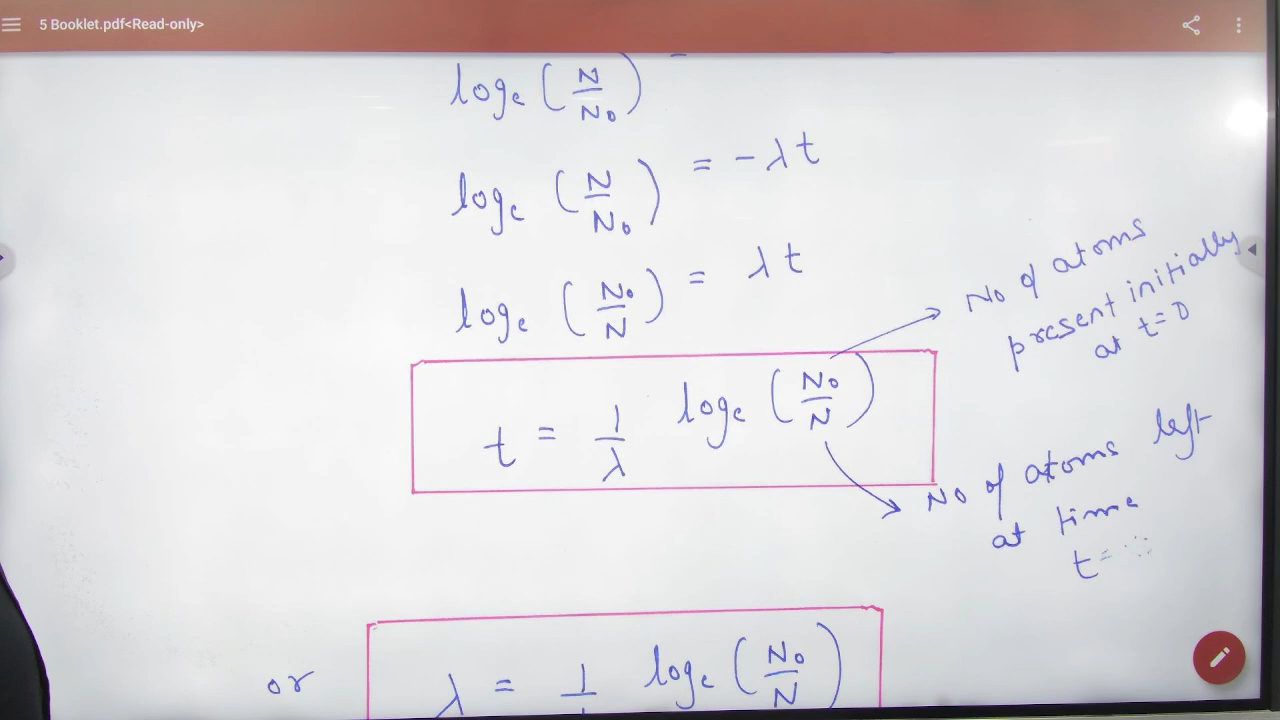 5 Booklet.pdf<Read-only>
logₑ (N/N₀)
logₑ (N/N₀) = -λt
logₑ (N₀/N) = λt
t = 1/λ logₑ (N₀/N)
No of atoms
present initially
at t=0
No of atoms left
at time
t=
or
λ = 1/ logₑ (N₀/N)